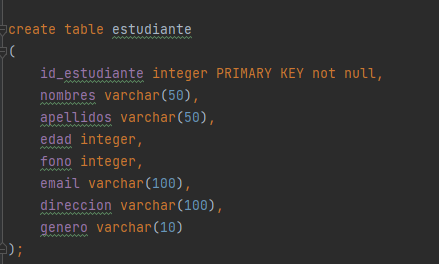 create table estudiante
(
id_estudiante integer PRIMARY KEY not null,
nombres varchar(50),
apellidos varchar(50),
edad integer,
fono integer,
email varchar(100),
direccion varchar(100),
genero varchar(10)
);